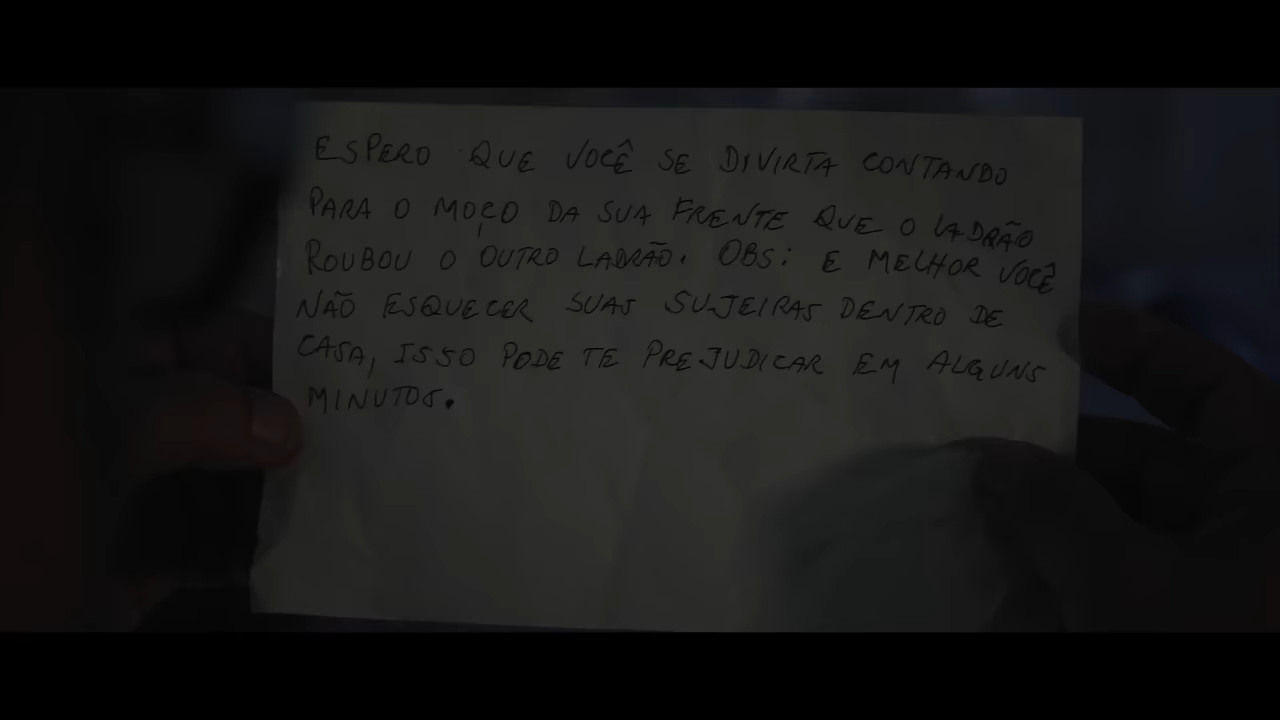 ESPERO QUE VOCÊ SE DIVIRTA CONTANDO
PARA O MOÇO DA SUA FRENTE QUE O LADRÃO
ROUBOU O OUTRO LADRÃO. OBS: E MELHOR VOCÊ
NÃO ESQUECER SUAS SUJEIRAS DENTRO DE
CASA, ISSO PODE TE PREJUDICAR EM ALGUNS
MINUTOS.